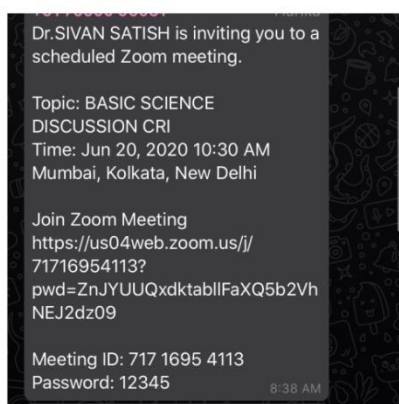 Dr.SIVAN SATISH is inviting you to a
scheduled Zoom meeting.
Topic: BASIC SCIENCE
DISCUSSION CRI
Time: Jun 20, 2020 10:30 AM
Mumbai, Kolkata, New Delhi
Join Zoom Meeting
https://us04web.zoom.us/j/
71716954113?
pwd=ZnJYUUQxdktabllFaXQ5b2Vh
NEJ2dz09
Meeting ID: 717 1695 4113
Password: 12345
8:38 AM